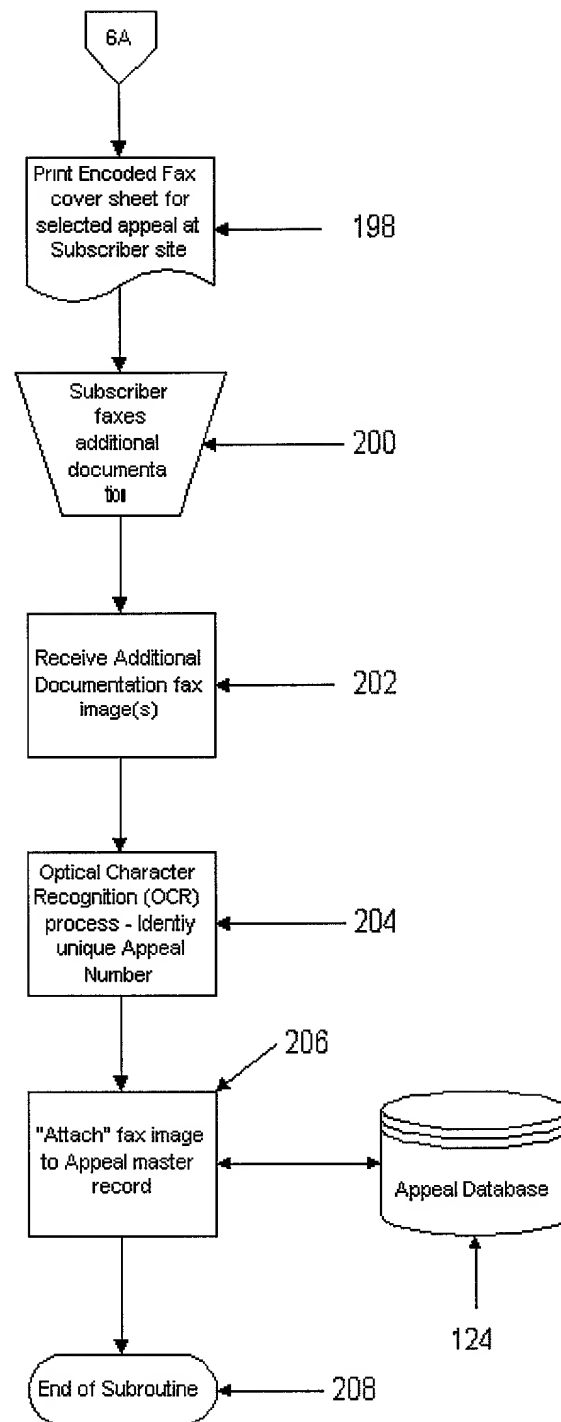 6A
Print Encoded Fax
cover sheet for
selected appeal at
Subscriber site
198
Subscriber
faxes
additional
documenta
tion
200
Receive Additional
Documentation fax
image(s)
202
Optical Character
Recognition (OCR)
process - Identiy
unique Appeal
Number
204
206
"Attach" fax image
to Appeal master
record
Appeal Database
124
End of Subroutine
208